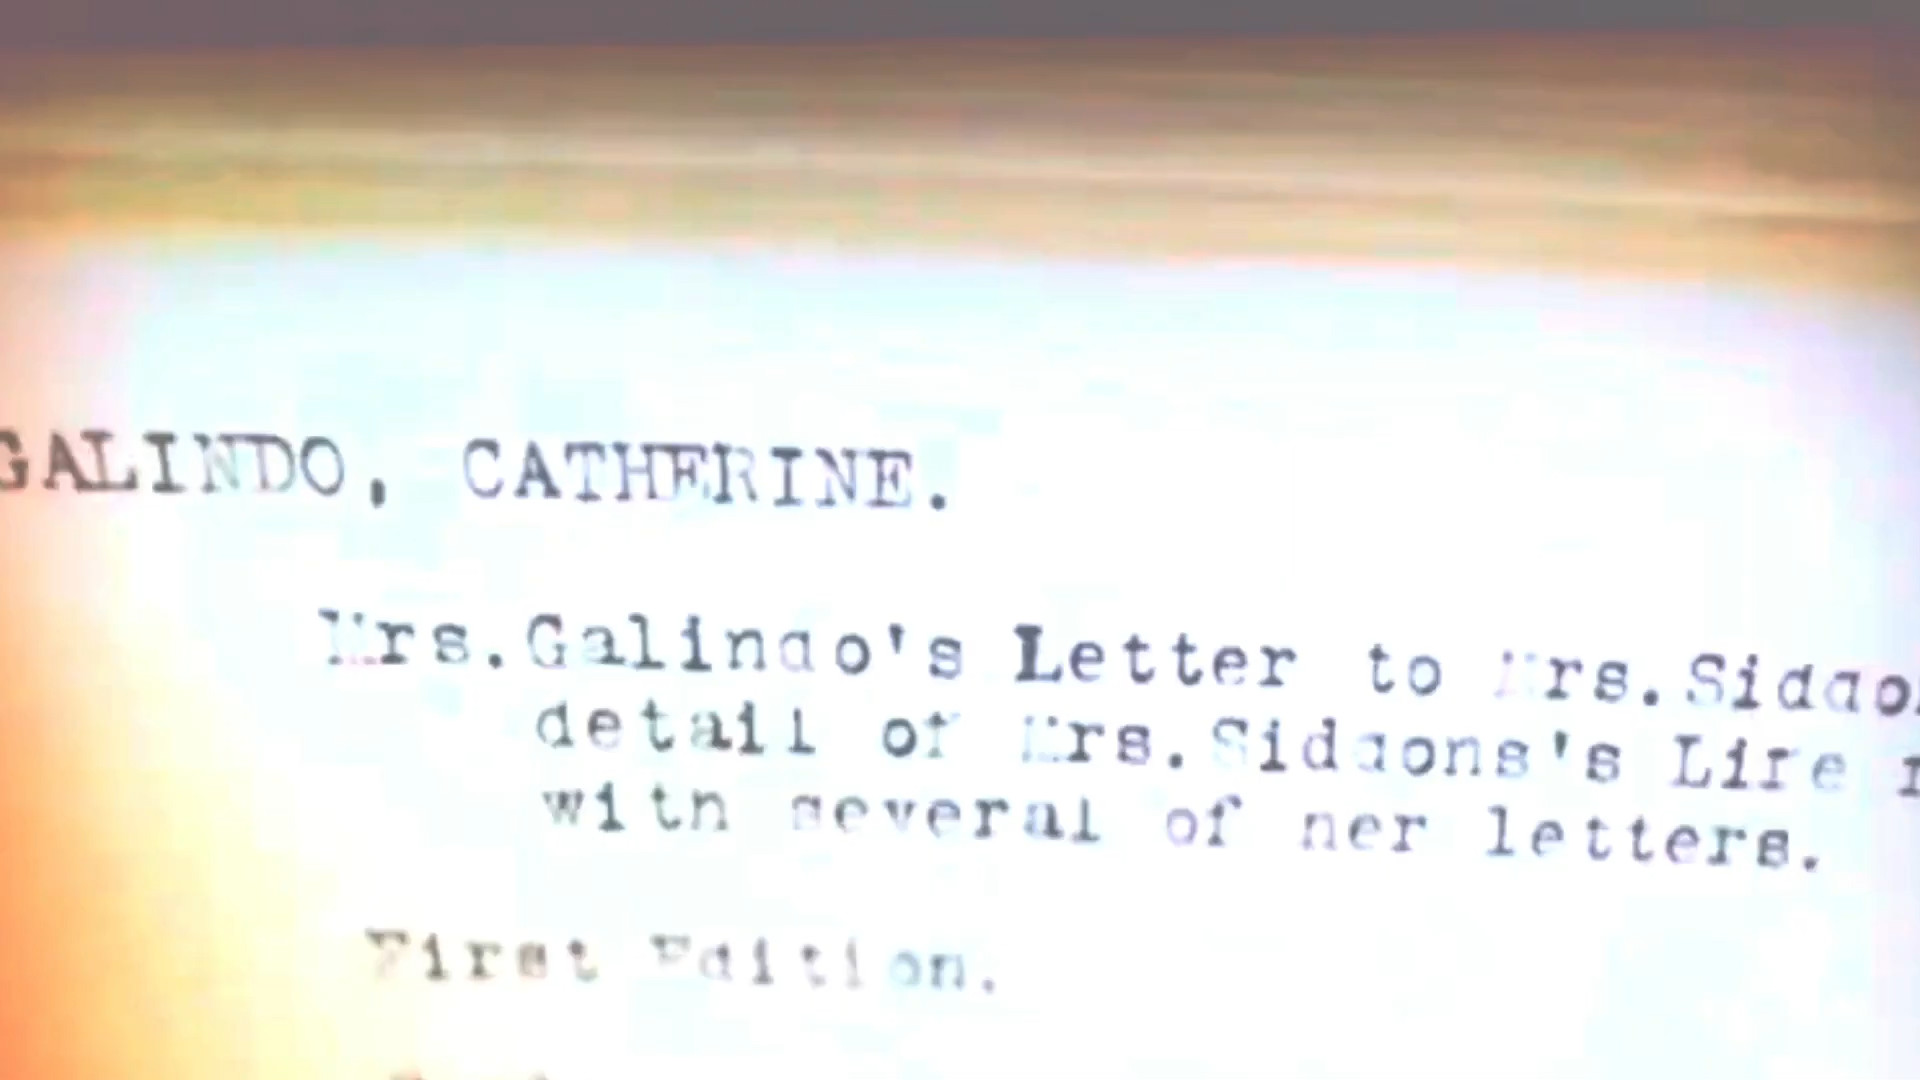 GALINDO, CATHERINE.
Mrs.Galindo's Letter to Mrs.Siddo
detail of Mrs.Siddons's Life
with several of her letters.
First Edition.